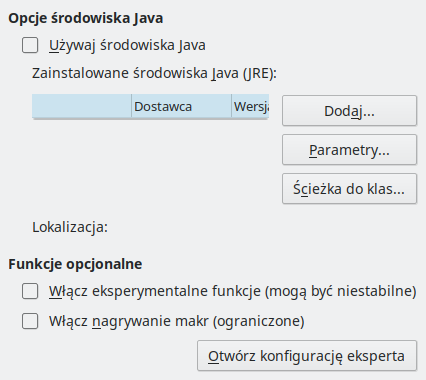 Opcje środowiska Java
Używaj środowiska Java
Zainstalowane środowiska Java (JRE):
Dostawca Wersja
Dodaj...
Parametry...
Ścieżka do klas...
Lokalizacja:
Funkcje opcjonalne
Włącz eksperymentalne funkcje (mogą być niestabilne)
Włącz nagrywanie makr (ograniczone)
Otwórz konfigurację eksperta